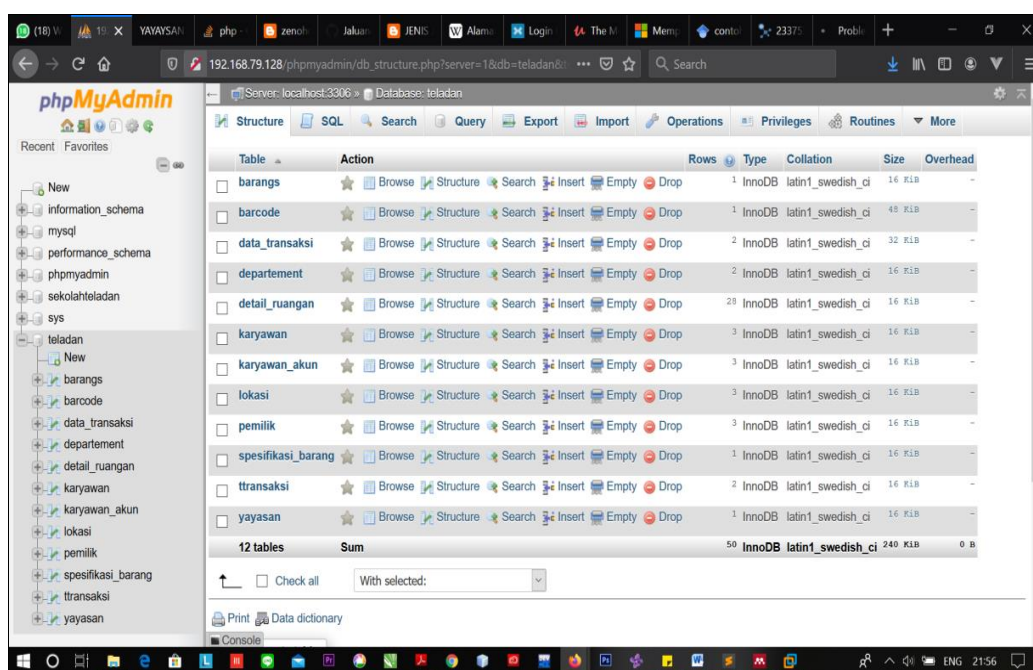 (18) W 19 X YAYAYSAN php - zenoh Jaluan JENIS Alama Login The M Memp contol 23375 Proble
192.168.79.128/phpmyadmin/db_structure.php?server=1&db=teladan& Search
phpMyAdmin
Recent Favorites
New
information_schema
mysql
performance_schema
phpmyadmin
sekolahteladan
sys
teladan
New
barangs
barcode
data_transaksi
departement
detail_ruangan
karyawan
karyawan_akun
lokasi
pemilik
spesifikasi_barang
ttransaksi
yayasan
Server: localhost:3306 » Database: teladan
Structure SQL Search Query Export Import Operations Privileges Routines More
Table Action Rows Type Collation Size Overhead
barangs Browse Structure Search Insert Empty Drop 1 InnoDB latin1_swedish_ci 16 KiB -
barcode Browse Structure Search Insert Empty Drop 1 InnoDB latin1_swedish_ci 48 KiB -
data_transaksi Browse Structure Search Insert Empty Drop 2 InnoDB latin1_swedish_ci 32 KiB -
departement Browse Structure Search Insert Empty Drop 2 InnoDB latin1_swedish_ci 16 KiB -
detail_ruangan Browse Structure Search Insert Empty Drop 28 InnoDB latin1_swedish_ci 16 KiB -
karyawan Browse Structure Search Insert Empty Drop 3 InnoDB latin1_swedish_ci 16 KiB -
karyawan_akun Browse Structure Search Insert Empty Drop 3 InnoDB latin1_swedish_ci 16 KiB -
lokasi Browse Structure Search Insert Empty Drop 3 InnoDB latin1_swedish_ci 16 KiB -
pemilik Browse Structure Search Insert Empty Drop 3 InnoDB latin1_swedish_ci 16 KiB -
spesifikasi_barang Browse Structure Search Insert Empty Drop 1 InnoDB latin1_swedish_ci 16 KiB -
ttransaksi Browse Structure Search Insert Empty Drop 2 InnoDB latin1_swedish_ci 16 KiB -
yayasan Browse Structure Search Insert Empty Drop 1 InnoDB latin1_swedish_ci 16 KiB -
12 tables Sum 50 InnoDB latin1_swedish_ci 240 KiB 0 B
Check all With selected:
Print Data dictionary
Console
ENG 21:56